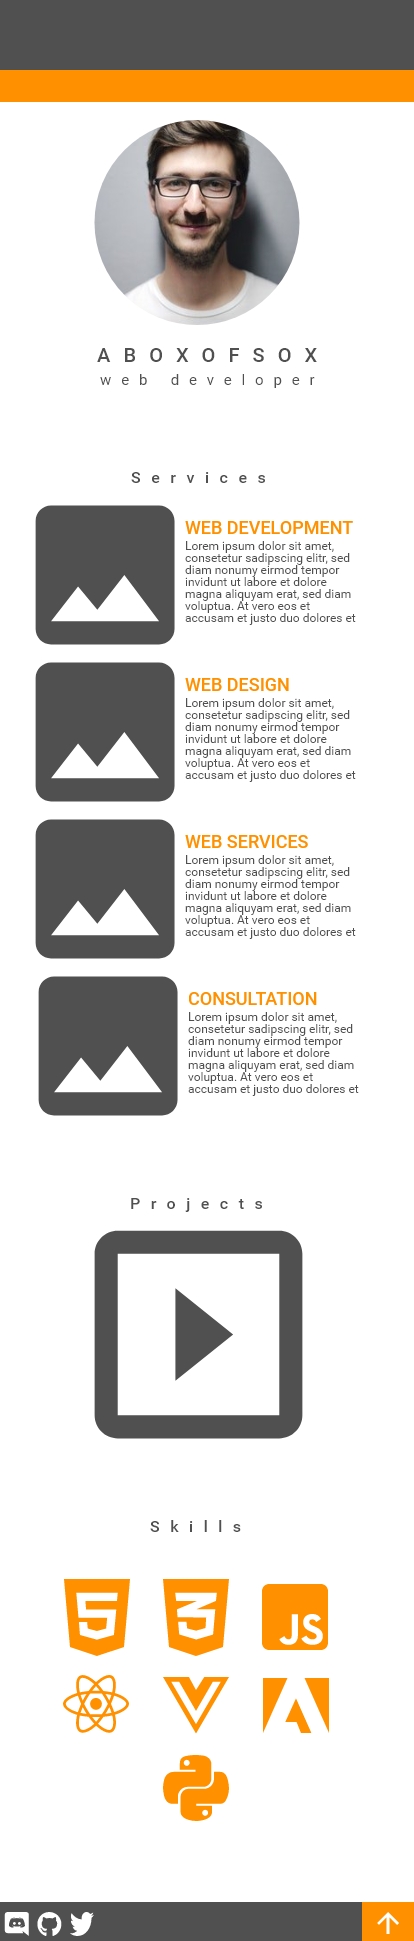 ABOXOFSOX
web developer
Services
WEB DEVELOPMENT
Lorem ipsum dolor sit amet,
consetetur sadipscing elitr, sed
diam nonumy eirmod tempor
invidunt ut labore et dolore
magna aliquyam erat, sed diam
voluptua. At vero eos et
accusam et justo duo dolores et
WEB DESIGN
Lorem ipsum dolor sit amet,
consetetur sadipscing elitr, sed
diam nonumy eirmod tempor
invidunt ut labore et dolore
magna aliquyam erat, sed diam
voluptua. At vero eos et
accusam et justo duo dolores et
WEB SERVICES
Lorem ipsum dolor sit amet,
consetetur sadipscing elitr, sed
diam nonumy eirmod tempor
invidunt ut labore et dolore
magna aliquyam erat, sed diam
voluptua. At vero eos et
accusam et justo duo dolores et
CONSULTATION
Lorem ipsum dolor sit amet,
consetetur sadipscing elitr, sed
diam nonumy eirmod tempor
invidunt ut labore et dolore
magna aliquyam erat, sed diam
voluptua. At vero eos et
accusam et justo duo dolores et
Projects
Skills
JS